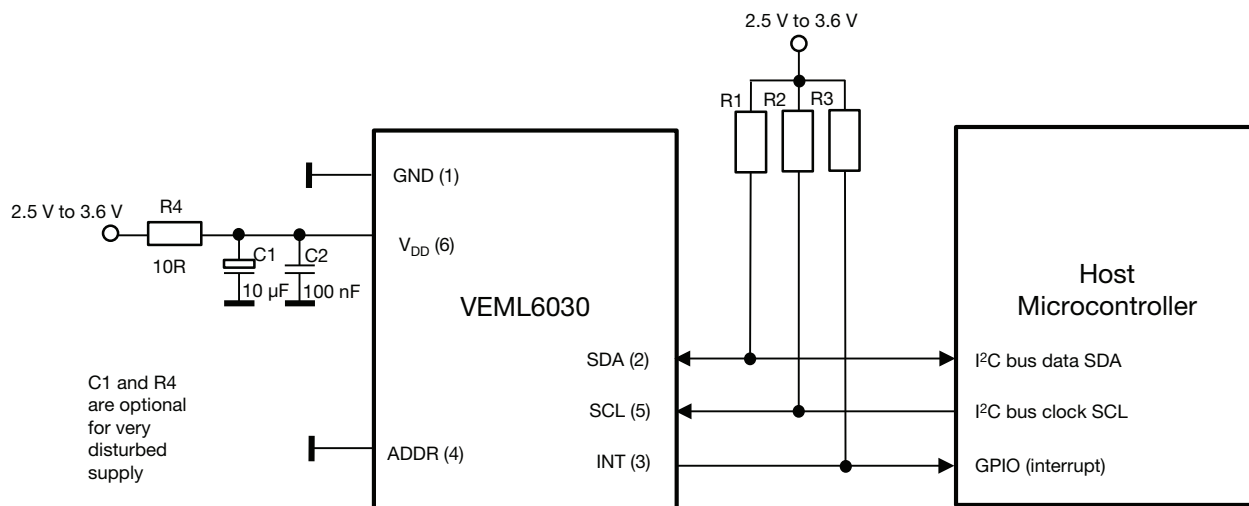 2.5 V to 3.6 V
R1
R2
R3
GND (1)
2.5 V to 3.6 V
R4
10R
C1
10 µF
C2
100 nF
V_DD (6)
VEML6030
Host
Microcontroller
SDA (2)
I²C bus data SDA
C1 and R4
are optional
for very
disturbed
supply
SCL (5)
I²C bus clock SCL
ADDR (4)
INT (3)
GPIO (interrupt)